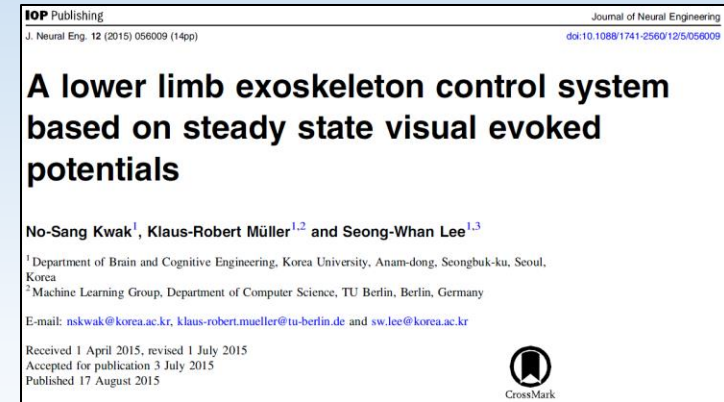 IOP Publishing
Journal of Neural Engineering
J. Neural Eng. 12 (2015) 056009 (14pp)
doi:10.1088/1741-2560/12/5/056009
A lower limb exoskeleton control system
based on steady state visual evoked
potentials
No-Sang Kwak1, Klaus-Robert Müller1,2 and Seong-Whan Lee1,3
1 Department of Brain and Cognitive Engineering, Korea University, Anam-dong, Seongbuk-ku, Seoul,
Korea
2 Machine Learning Group, Department of Computer Science, TU Berlin, Berlin, Germany
E-mail: nskwak@korea.ac.kr, klaus-robert.mueller@tu-berlin.de and sw.lee@korea.ac.kr
Received 1 April 2015, revised 1 July 2015
Accepted for publication 3 July 2015
Published 17 August 2015
CrossMark